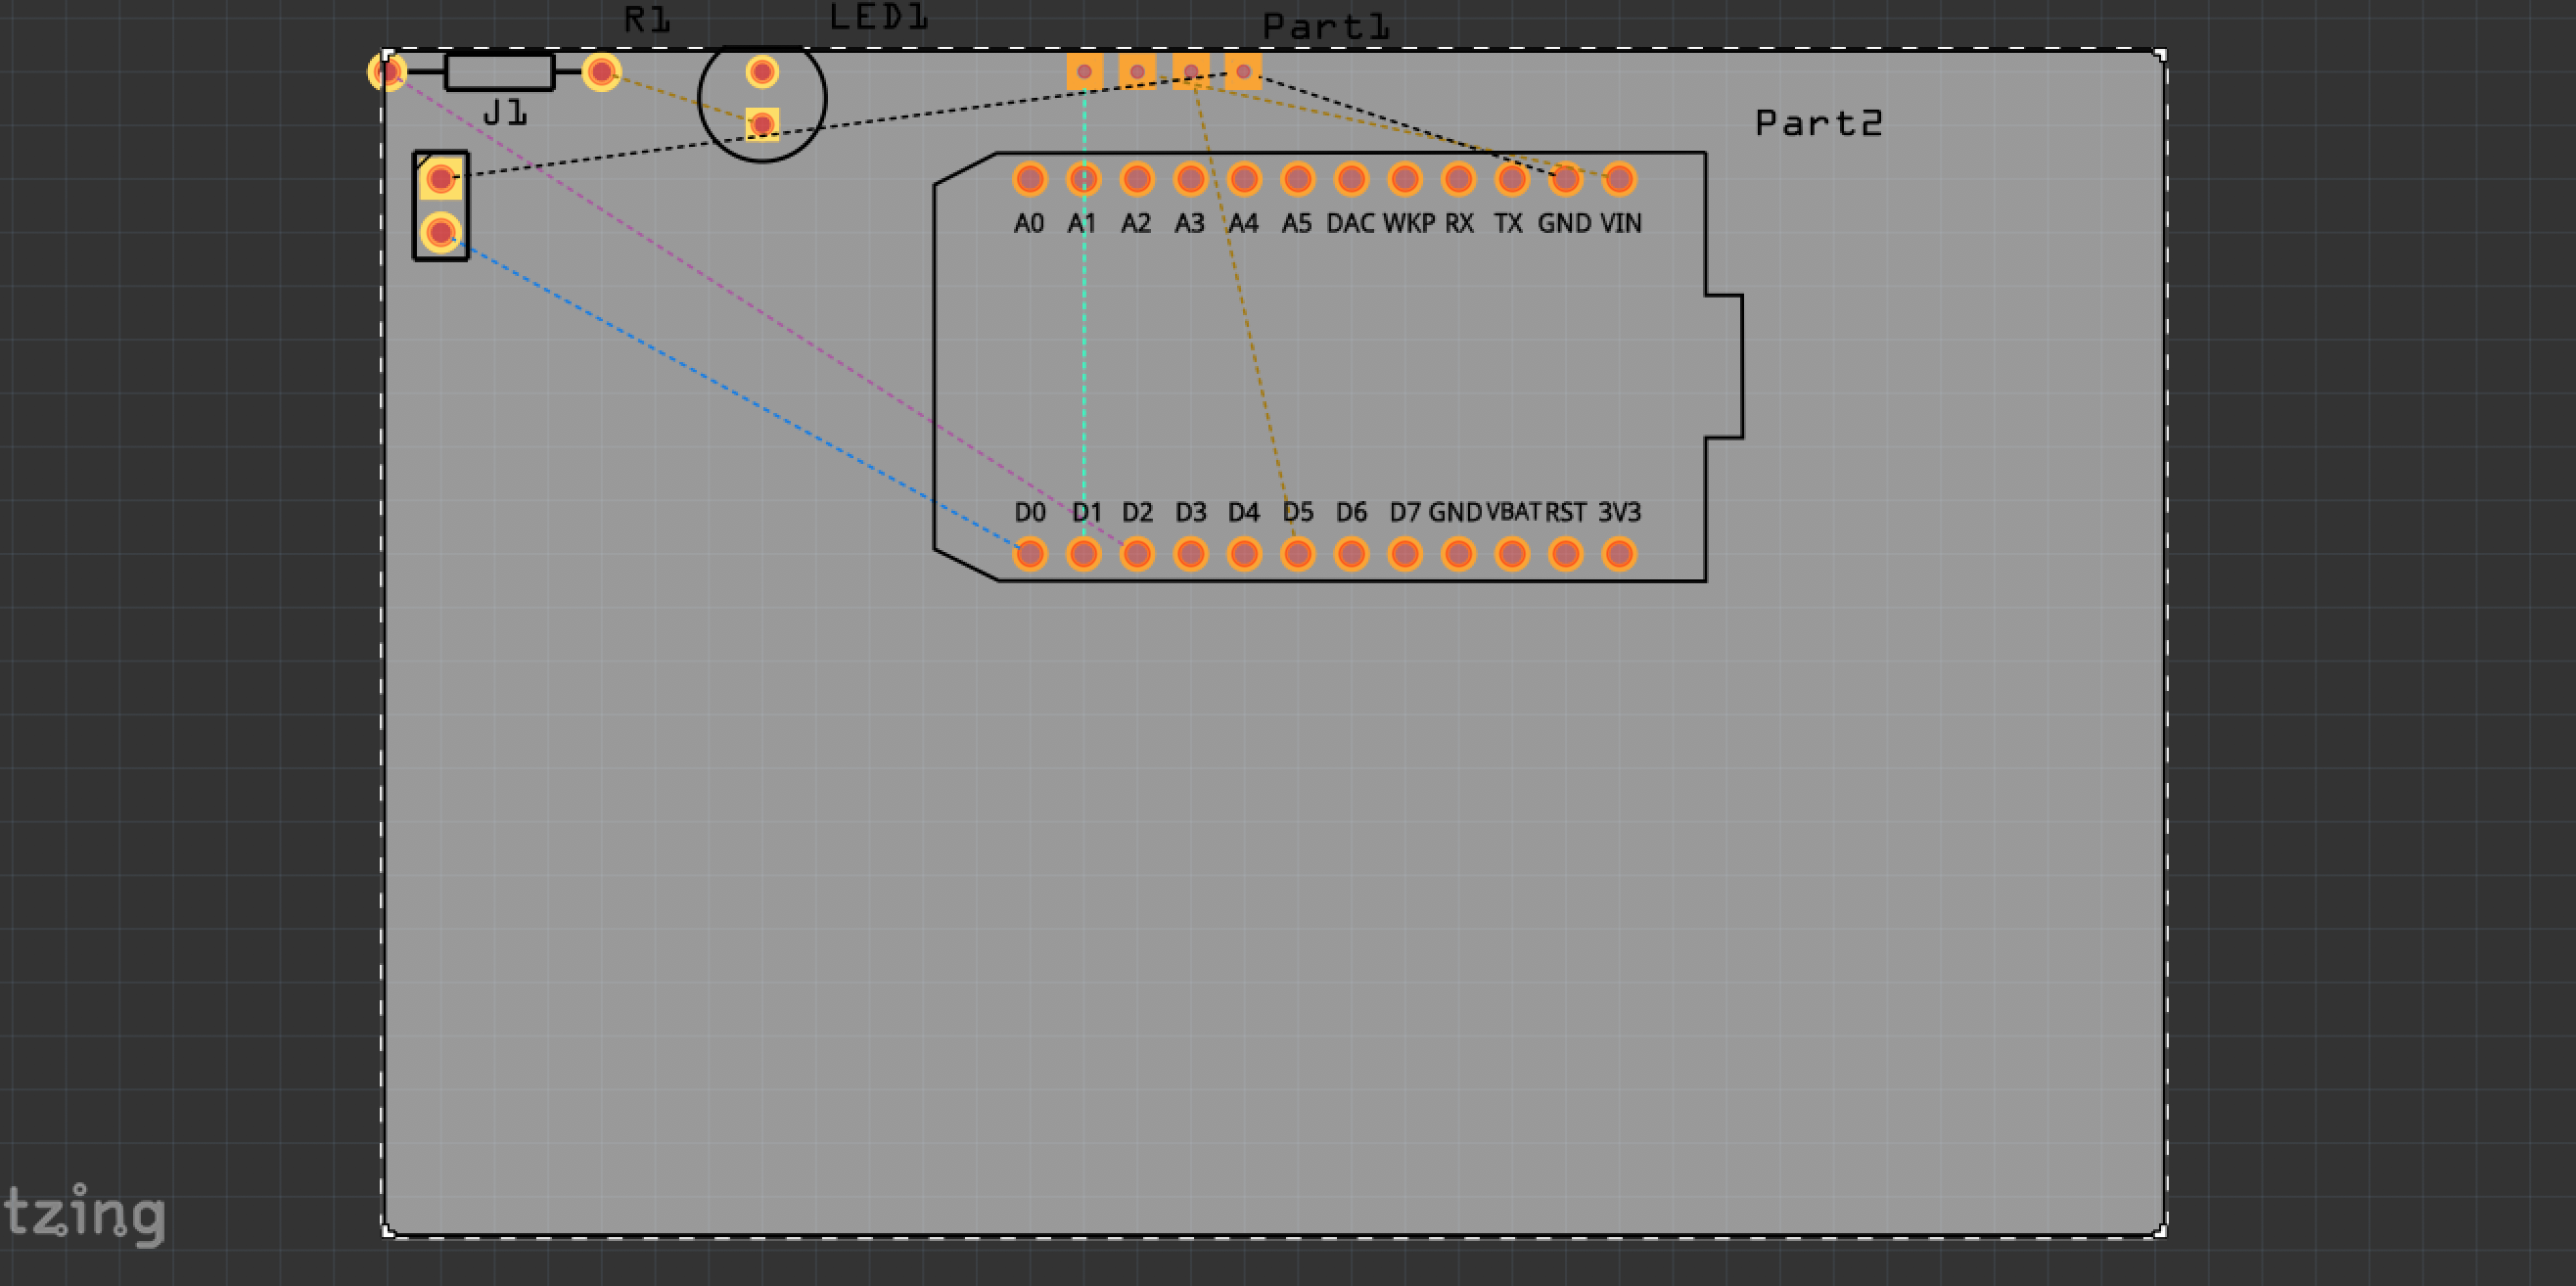 R1 LED1 Part1
J1
Part2
A0 A1 A2 A3 A4 A5 DAC WKP RX TX GND VIN
D0 D1 D2 D3 D4 D5 D6 D7 GND VBAT RST 3V3
tzing